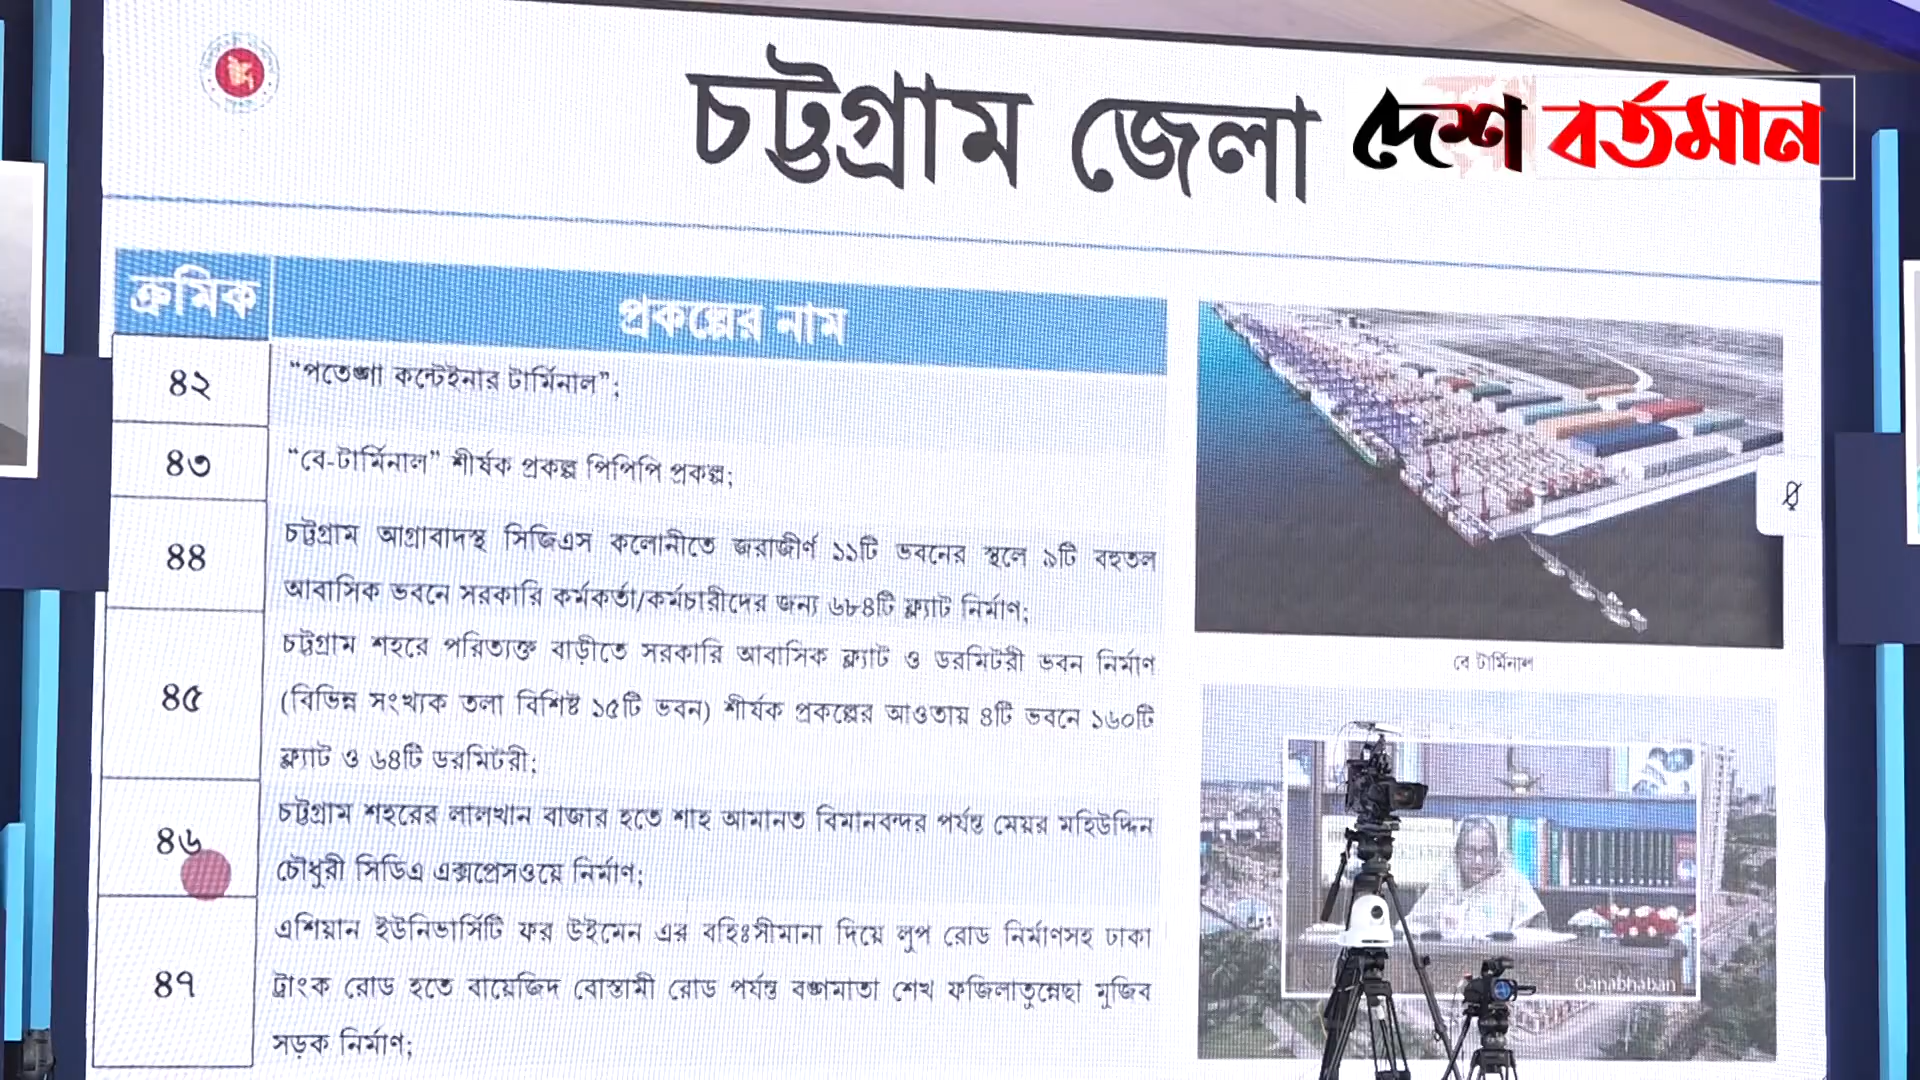 চট্টগ্রাম জেলা
দেশ বর্তমান
ক্রমিক
প্রকল্পের নাম
৪২
“পতেঙ্গা কন্টেইনার টার্মিনাল”;
৪৩
“বে-টার্মিনাল” শীর্ষক প্রকল্প পিপিপি প্রকল্প;
৪৪
চট্টগ্রাম আগ্রাবাদস্থ সিজিএস কলোনীতে জরাজীর্ণ ১১টি ভবনের স্থলে ৯টি বহুতল
আবাসিক ভবনে সরকারি কর্মকর্তা/কর্মচারীদের জন্য ৬৮৪টি ফ্ল্যাট নির্মাণ;
৪৫
চট্টগ্রাম শহরে পরিত্যক্ত বাড়ীতে সরকারি আবাসিক ফ্ল্যাট ও ডরমিটরী ভবন নির্মাণ
(বিভিন্ন সংখ্যক তলা বিশিষ্ট ১৫টি ভবন) শীর্ষক প্রকল্পের আওতায় ৪টি ভবনে ১৬০টি
ফ্ল্যাট ও ৬৪টি ডরমিটরী;
৪৬
চট্টগ্রাম শহরের লালখান বাজার হতে শাহ আমানত বিমানবন্দর পর্যন্ত মেয়র মহিউদ্দিন
চৌধুরী সিডিএ এক্সপ্রেসওয়ে নির্মাণ;
৪৭
এশিয়ান ইউনিভার্সিটি ফর উইমেন এর বহিঃসীমানা দিয়ে লুপ রোড নির্মাণসহ ঢাকা
ট্রাংক রোড হতে বায়েজিদ বোস্তামী রোড পর্যন্ত বঙ্গমাতা শেখ ফজিলাতুন্নেছা মুজিব
সড়ক নির্মাণ;
বে টার্মিনাল
Ganabhaban